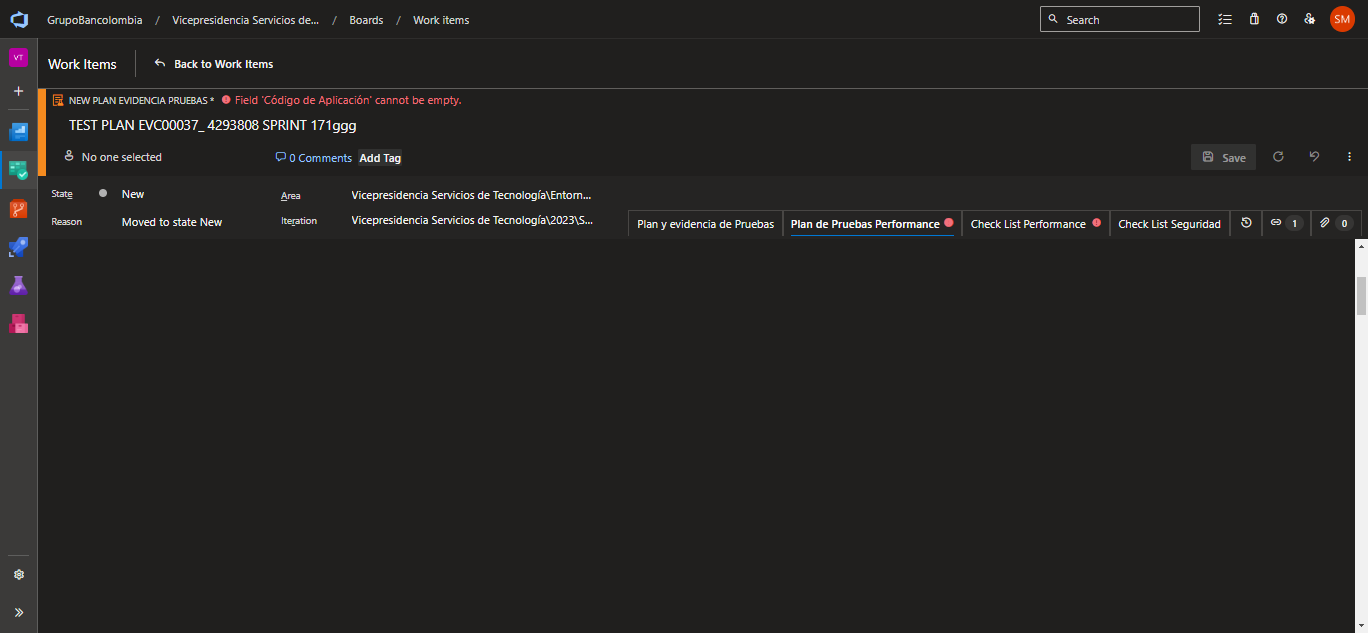 GrupoBancolombia / Vicepresidencia Servicios de... / Boards / Work items
Search
SM
VT
Work Items
Back to Work Items
NEW PLAN EVIDENCIA PRUEBAS * Field 'Código de Aplicación' cannot be empty.
TEST PLAN EVC00037_ 4293808 SPRINT 171ggg
No one selected
0 Comments
Add Tag
Save
State New
Area Vicepresidencia Servicios de Tecnología\Entorn...
Reason Moved to state New
Iteration Vicepresidencia Servicios de Tecnología\2023\S...
Plan y evidencia de Pruebas
Plan de Pruebas Performance
Check List Performance
Check List Seguridad
1
0